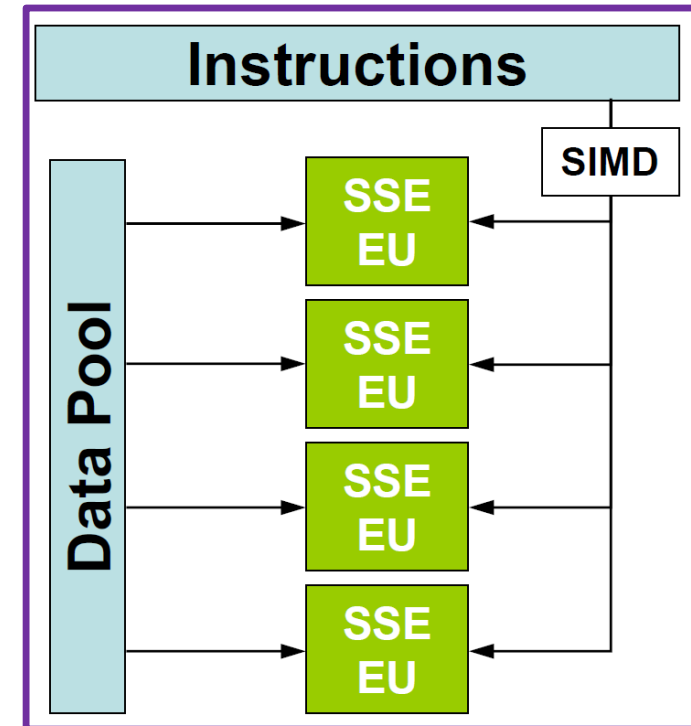 Instructions
SIMD
Data Pool
SSE
EU
SSE
EU
SSE
EU
SSE
EU